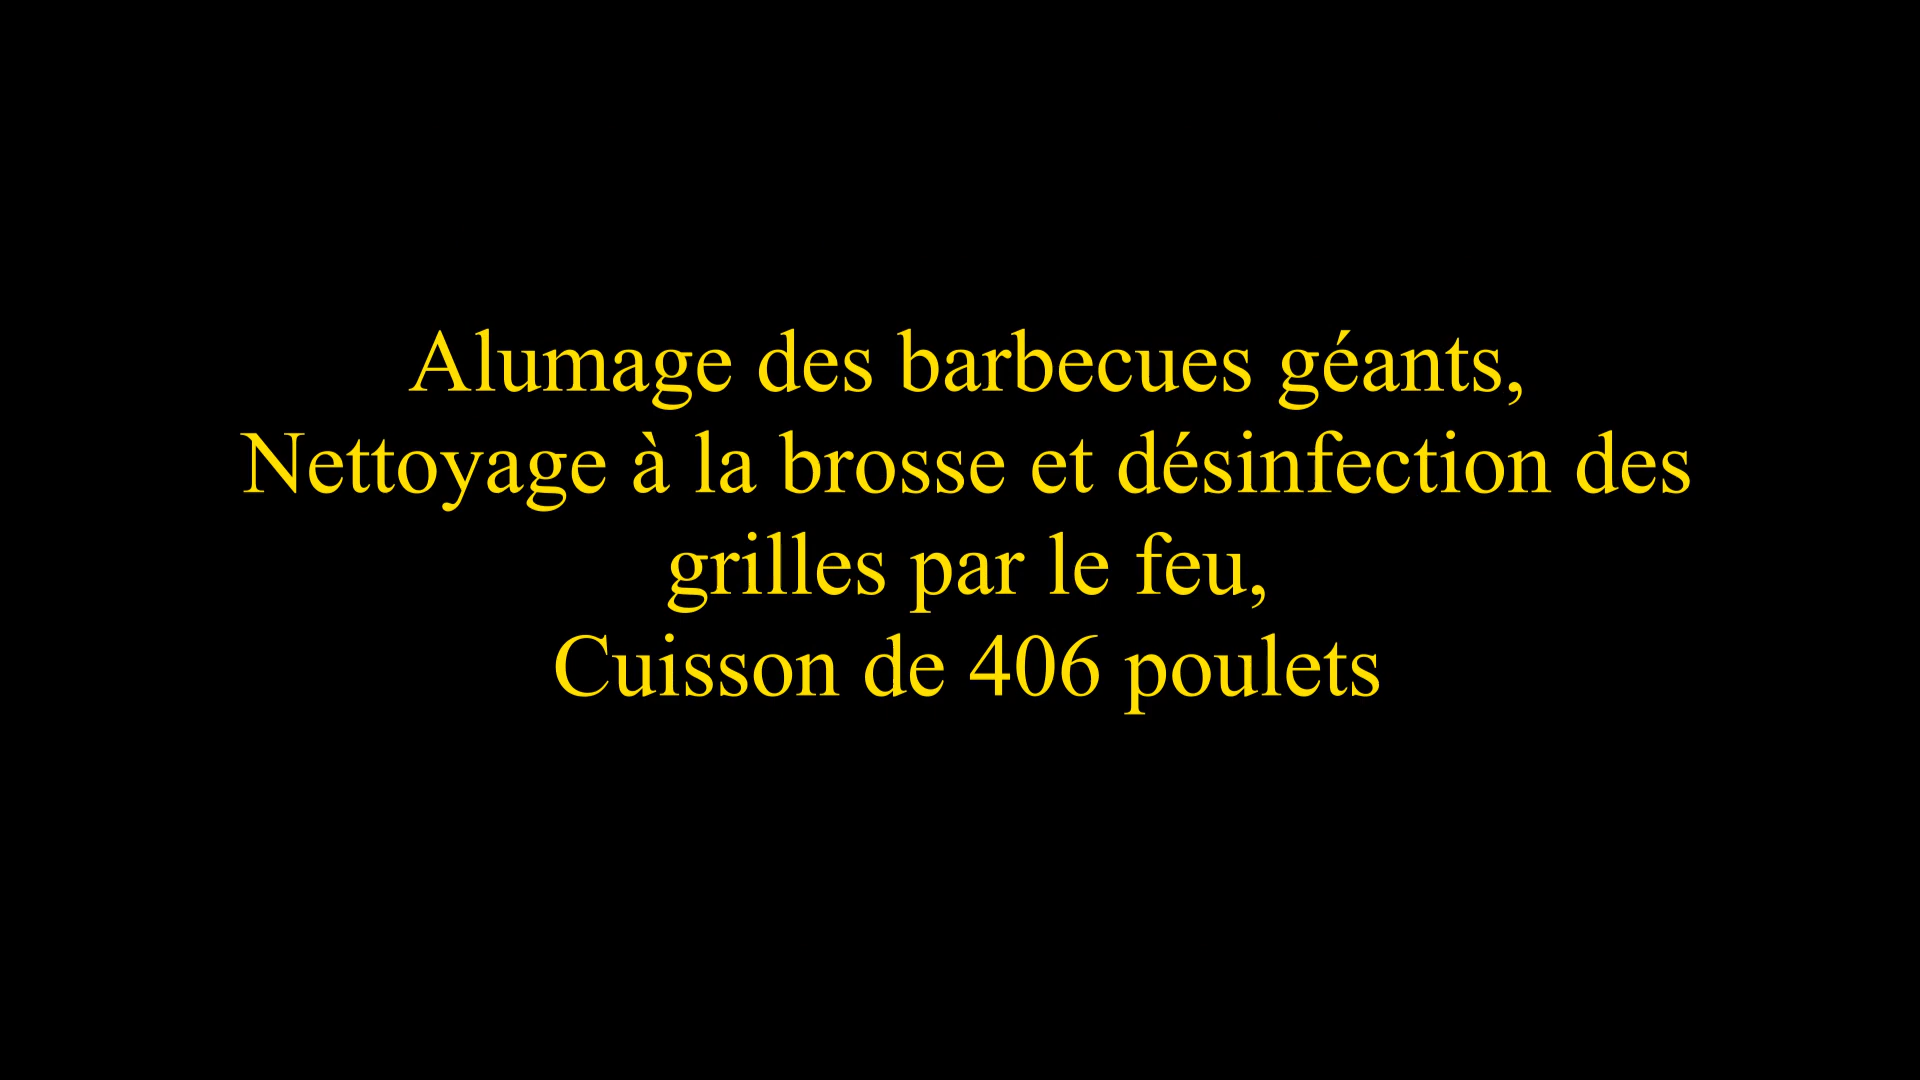 Alumage des barbecues géants,
Nettoyage à la brosse et désinfection des
grilles par le feu,
Cuisson de 406 poulets